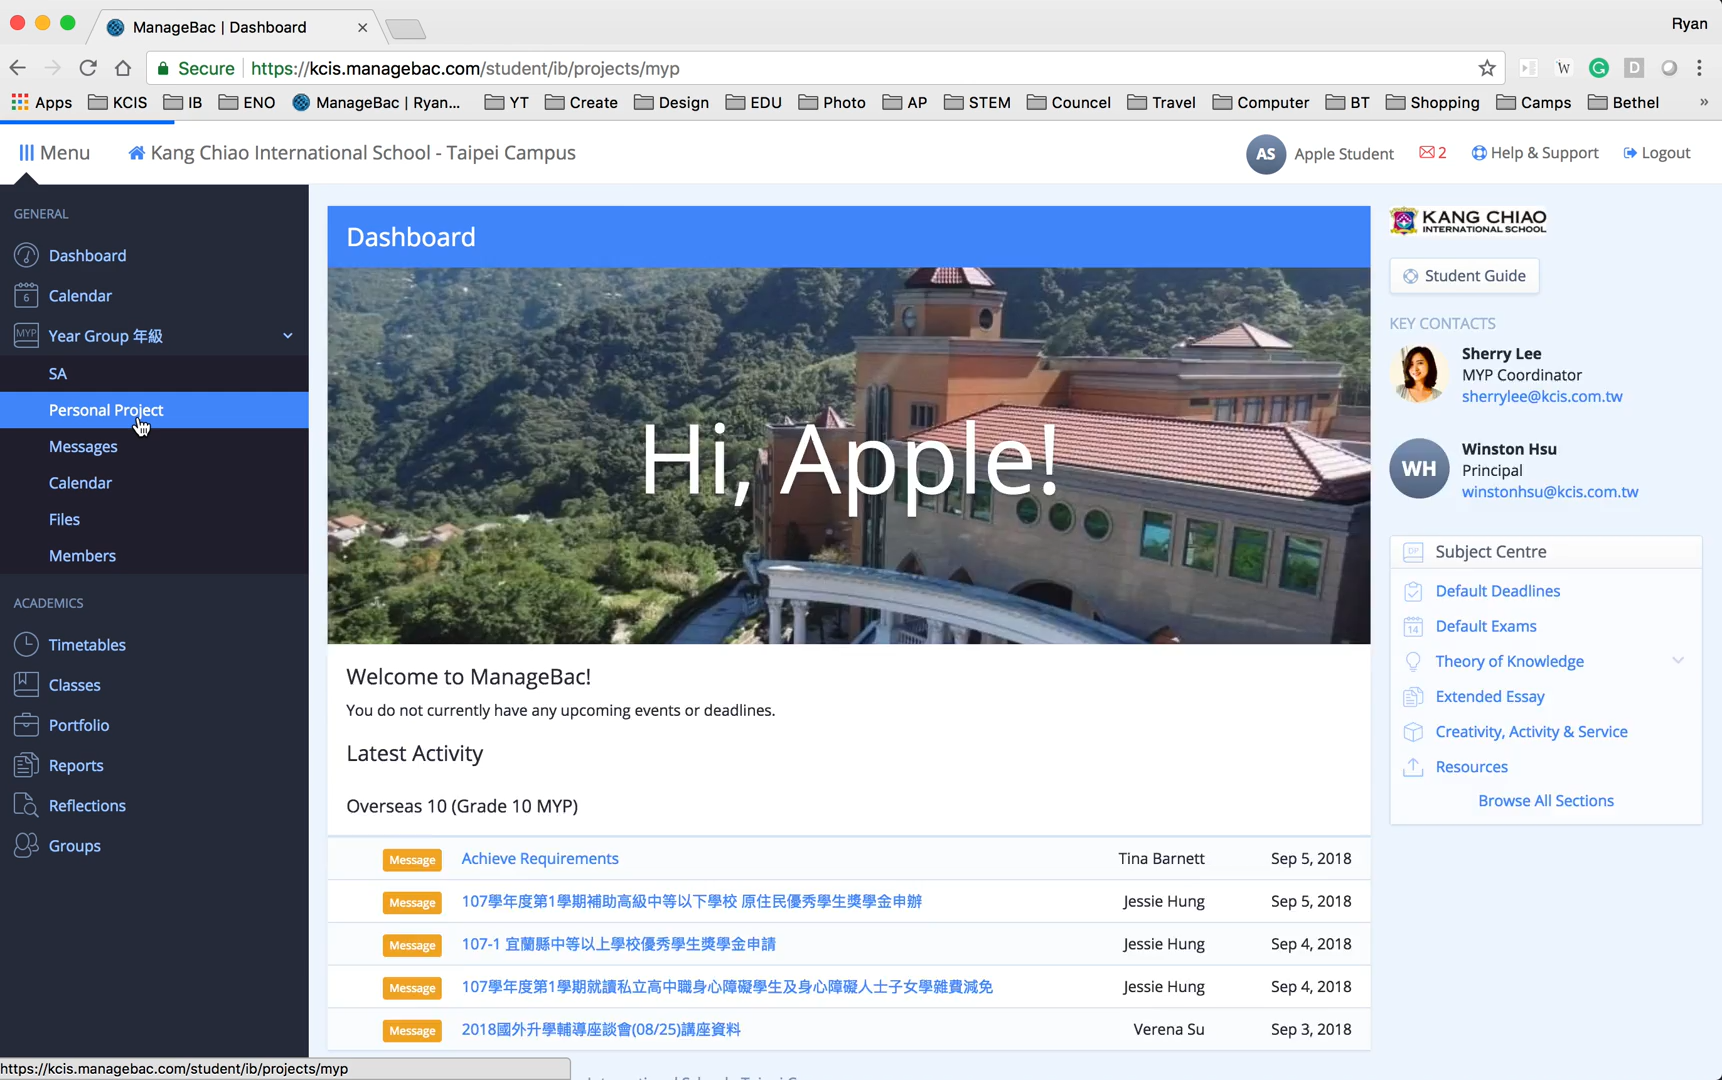 ManageBac | Dashboard
Ryan
Secure
https://kcis.managebac.com/student/ib/projects/myp
W
G
D
Apps
KCIS
IB
ENO
ManageBac | Ryan...
YT
Create
Design
EDU
Photo
AP
STEM
Councel
Travel
Computer
BT
Shopping
Camps
Bethel
»
Menu
Kang Chiao International School - Taipei Campus
AS
Apple Student
2
Help & Support
Logout
GENERAL
Dashboard
6
Calendar
MYP
Year Group 年級
SA
Personal Project
Messages
Calendar
Files
Members
ACADEMICS
Timetables
Classes
Portfolio
Reports
Reflections
Groups
Dashboard
Hi, Apple!
Welcome to ManageBac!
You do not currently have any upcoming events or deadlines.
Latest Activity
Overseas 10 (Grade 10 MYP)
Message Achieve Requirements Tina Barnett Sep 5, 2018
Message 107學年度第1學期補助高級中等以下學校 原住民優秀學生獎學金申辦 Jessie Hung Sep 5, 2018
Message 107-1 宜蘭縣中等以上學校優秀學生獎學金申請 Jessie Hung Sep 4, 2018
Message 107學年度第1學期就讀私立高中職身心障礙學生及身心障礙人士子女學雜費減免 Jessie Hung Sep 4, 2018
Message 2018國外升學輔導座談會(08/25)講座資料 Verena Su Sep 3, 2018
KANG CHIAO
INTERNATIONAL SCHOOL
Student Guide
KEY CONTACTS
Sherry Lee
MYP Coordinator
sherrylee@kcis.com.tw
WH
Winston Hsu
Principal
winstonhsu@kcis.com.tw
DP
Subject Centre
Default Deadlines
14
Default Exams
Theory of Knowledge
Extended Essay
Creativity, Activity & Service
Resources
Browse All Sections
https://kcis.managebac.com/student/ib/projects/myp